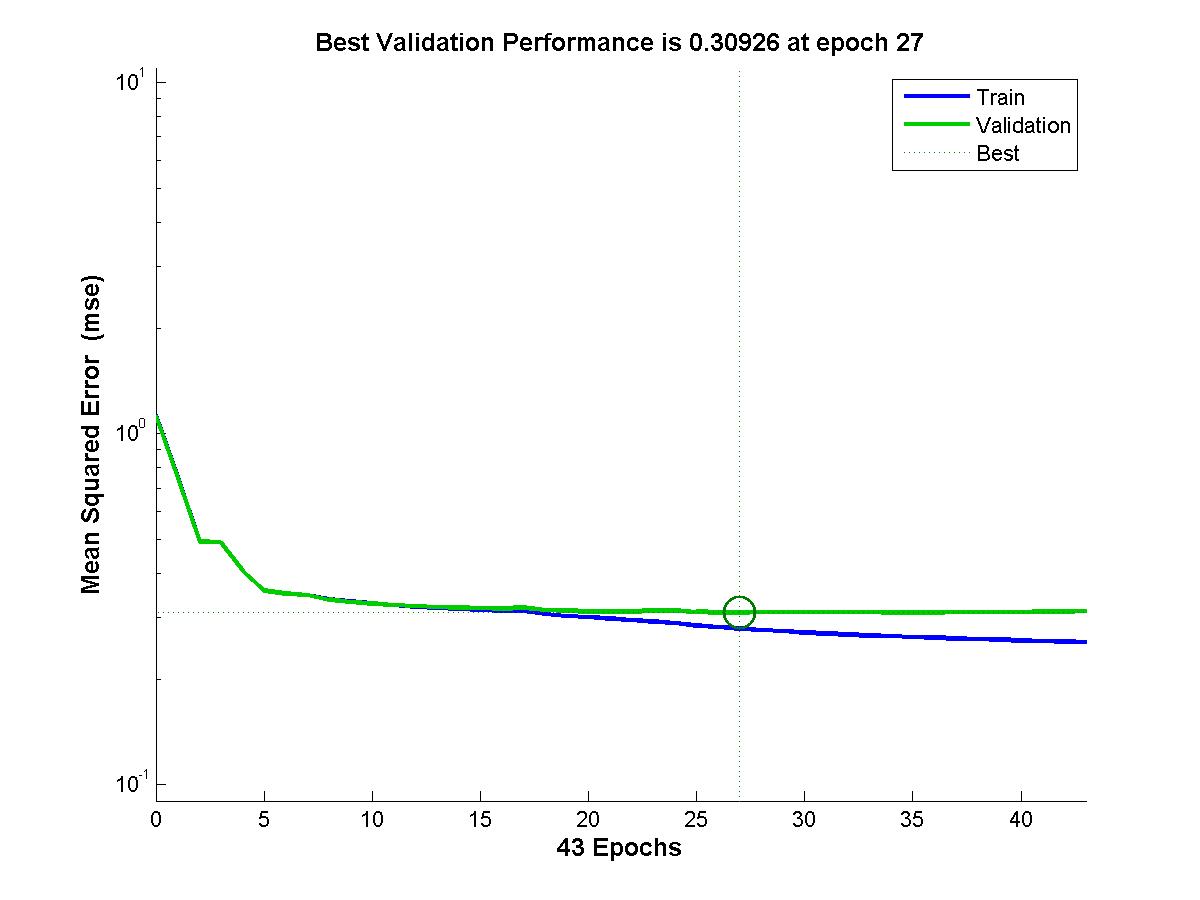 Best Validation Performance is 0.30926 at epoch 27
Train
Validation
Best
Mean Squared Error (mse)
10^1
10^0
10^-1
0 5 10 15 20 25 30 35 40
43 Epochs